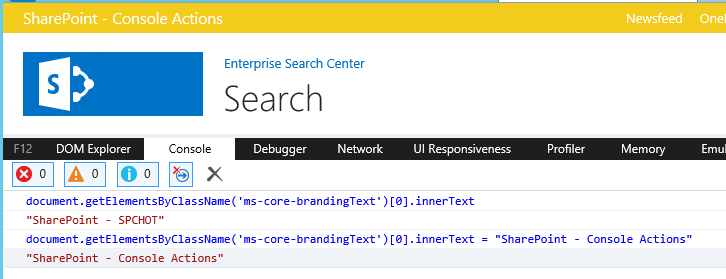 SharePoint - Console Actions Newsfeed
S Enterprise Search Center
Search
F12 DOM Explorer Console Debugger Network UI Responsiveness Profiler Memory
0 0 0
document.getElementsByClassName('ms-core-brandingText')[0].innerText
"SharePoint - SPCHOT"
document.getElementsByClassName('ms-core-brandingText')[0].innerText = "SharePoint - Console Actions"
"SharePoint - Console Actions"